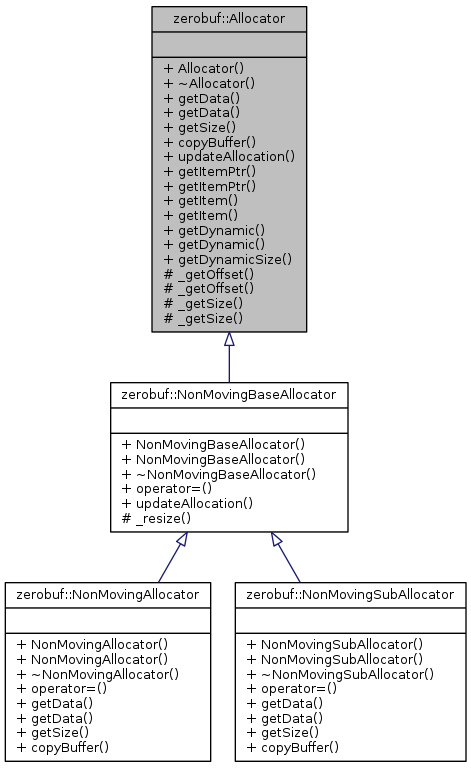 zerobuf::Allocator
+ Allocator()
+ ~Allocator()
+ getData()
+ getData()
+ getSize()
+ copyBuffer()
+ updateAllocation()
+ getItemPtr()
+ getItemPtr()
+ getItem()
+ getItem()
+ getDynamic()
+ getDynamic()
+ getDynamicSize()
# _getOffset()
# _getOffset()
# _getSize()
# _getSize()
zerobuf::NonMovingBaseAllocator
+ NonMovingBaseAllocator()
+ NonMovingBaseAllocator()
+ ~NonMovingBaseAllocator()
+ operator=()
+ updateAllocation()
# _resize()
zerobuf::NonMovingAllocator
+ NonMovingAllocator()
+ NonMovingAllocator()
+ ~NonMovingAllocator()
+ operator=()
+ getData()
+ getData()
+ getSize()
+ copyBuffer()
zerobuf::NonMovingSubAllocator
+ NonMovingSubAllocator()
+ NonMovingSubAllocator()
+ ~NonMovingSubAllocator()
+ operator=()
+ getData()
+ getData()
+ getSize()
+ copyBuffer()